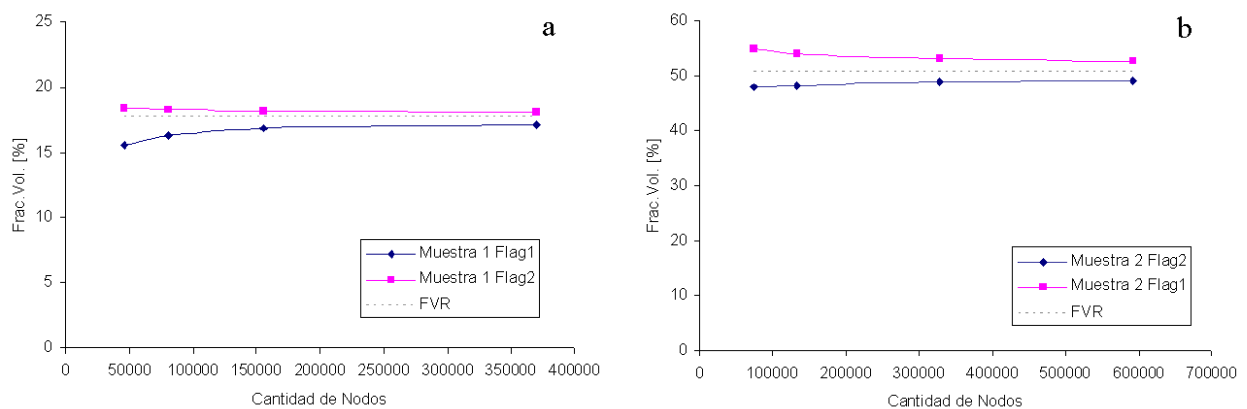 a
25
20
15
10
5
0
Frac.Vol. [%]
0 50000 100000 150000 200000 250000 300000 350000 400000
Cantidad de Nodos
Muestra 1 Flag1
Muestra 1 Flag2
FVR
b
60
50
40
30
20
10
0
Frac.Vol. [%]
0 100000 200000 300000 400000 500000 600000 700000
Cantidad de Nodos
Muestra 2 Flag2
Muestra 2 Flag1
FVR